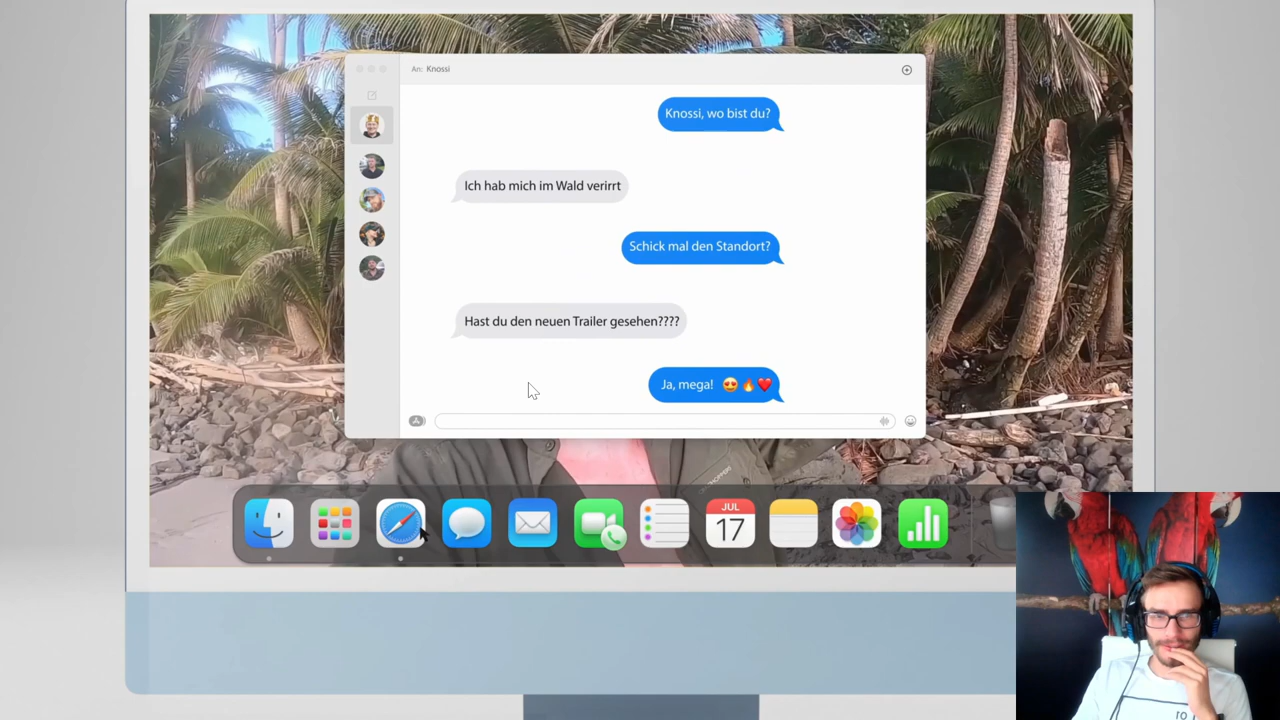 An: Knossi
Knossi, wo bist du?
Ich hab mich im Wald verirrt
Schick mal den Standort?
Hast du den neuen Trailer gesehen????
Ja, mega! 😍🔥❤️
JUL
17